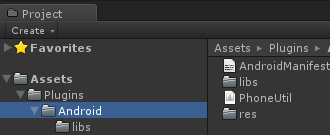 Project
Create
Favorites
Assets
Plugins
Android
libs
Assets Plugins
AndroidManifest
libs
PhoneUtil
res